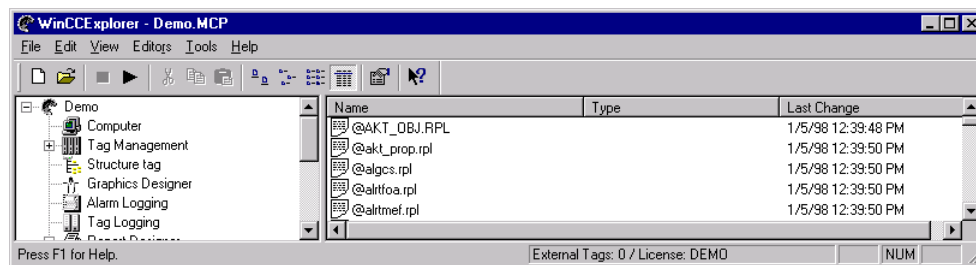 WinCCExplorer - Demo.MCP
File Edit View Editors Tools Help
Demo
Computer
Tag Management
Structure tag
Graphics Designer
Alarm Logging
Tag Logging
Report Designer
Name Type Last Change
@AKT_OBJ.RPL 1/5/98 12:39:48 PM
@akt_prop.rpl 1/5/98 12:39:50 PM
@algcs.rpl 1/5/98 12:39:50 PM
@alrtfoa.rpl 1/5/98 12:39:50 PM
@alrtmef.rpl 1/5/98 12:39:50 PM
Press F1 for Help. External Tags: 0 / License: DEMO NUM